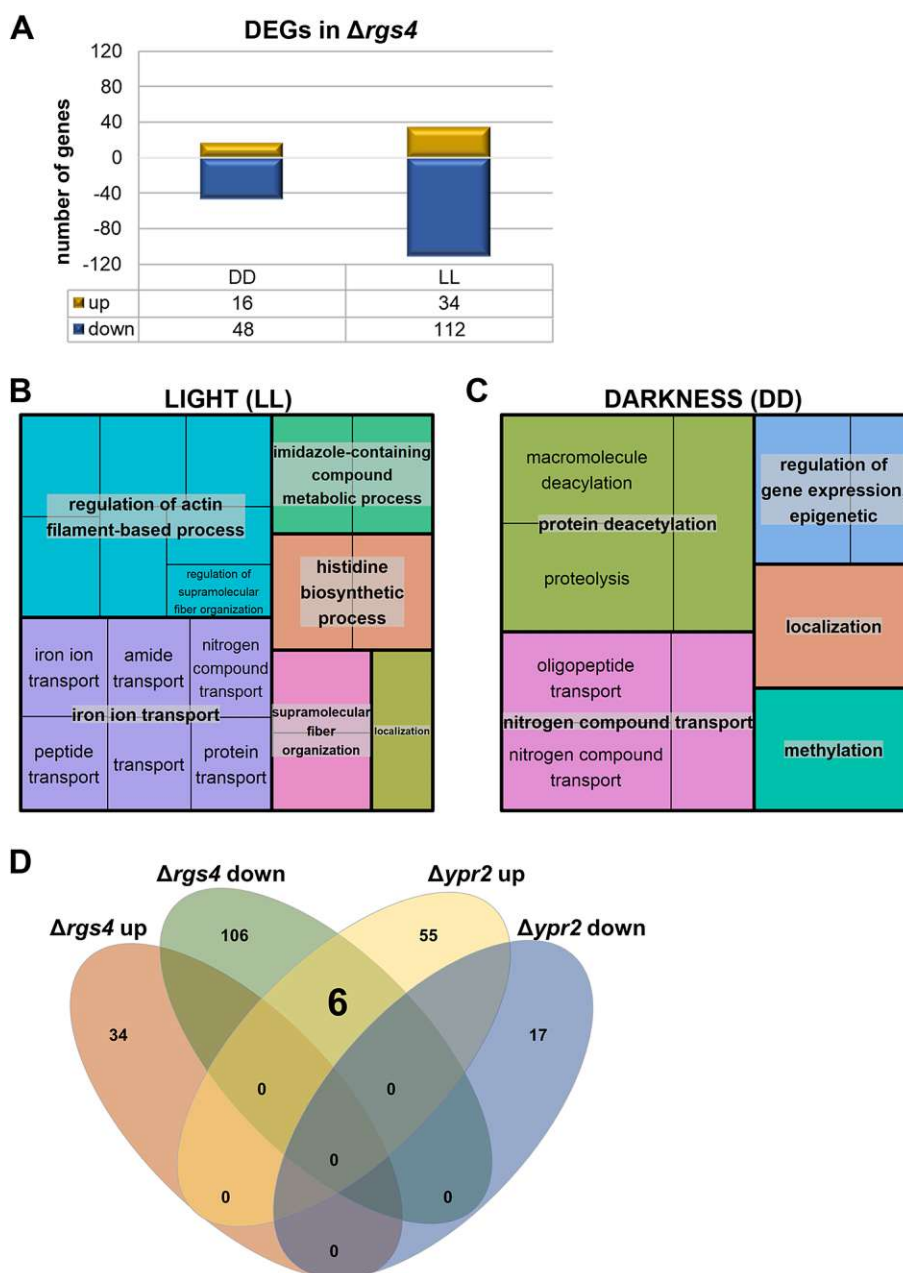 A
DEGs in Δrgs4
number of genes
120
80
40
0
-40
-80
-120
DD
LL
up
16
34
down
48
112
B
LIGHT (LL)
regulation of actin
filament-based process
regulation of
supramolecular
fiber organization
imidazole-containing
compound
metabolic process
histidine
biosynthetic
process
iron ion
transport
amide
transport
nitrogen
compound
transport
iron ion transport
peptide
transport
transport
protein
transport
supramolecular
fiber
organization
localization
C
DARKNESS (DD)
macromolecule
deacylation
protein deacetylation
proteolysis
regulation of
gene expression,
epigenetic
localization
oligopeptide
transport
nitrogen compound transport
nitrogen compound
transport
methylation
D
Δrgs4 down
Δypr2 up
Δrgs4 up
Δypr2 down
106
55
6
34
17
0
0
0
0
0
0